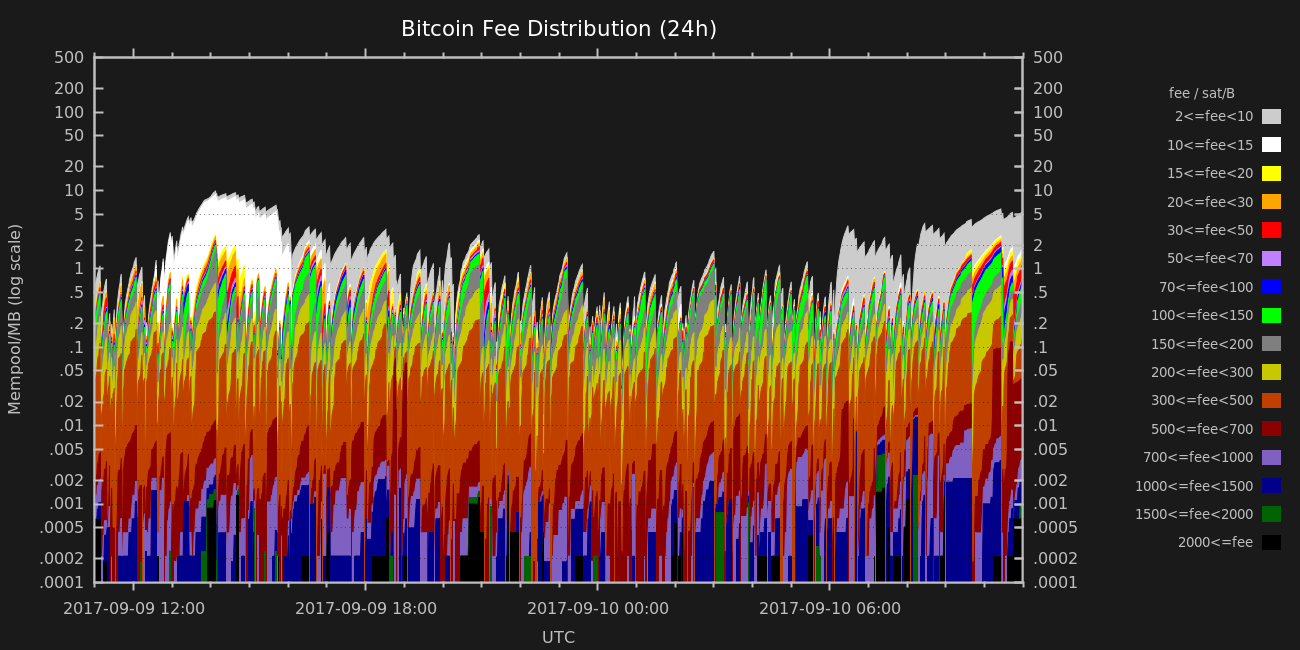 Bitcoin Fee Distribution (24h)
Mempool/MB (log scale)
500
200
100
50
20
10
5
2
1
.5
.2
.1
.05
.02
.01
.005
.002
.001
.0005
.0002
.0001
500
200
100
50
20
10
5
2
1
.5
.2
.1
.05
.02
.01
.005
.002
.001
.0005
.0002
.0001
2017-09-09 12:00 2017-09-09 18:00 2017-09-10 00:00 2017-09-10 06:00
UTC
fee / sat/B
2<=fee<10
10<=fee<15
15<=fee<20
20<=fee<30
30<=fee<50
50<=fee<70
70<=fee<100
100<=fee<150
150<=fee<200
200<=fee<300
300<=fee<500
500<=fee<700
700<=fee<1000
1000<=fee<1500
1500<=fee<2000
2000<=fee